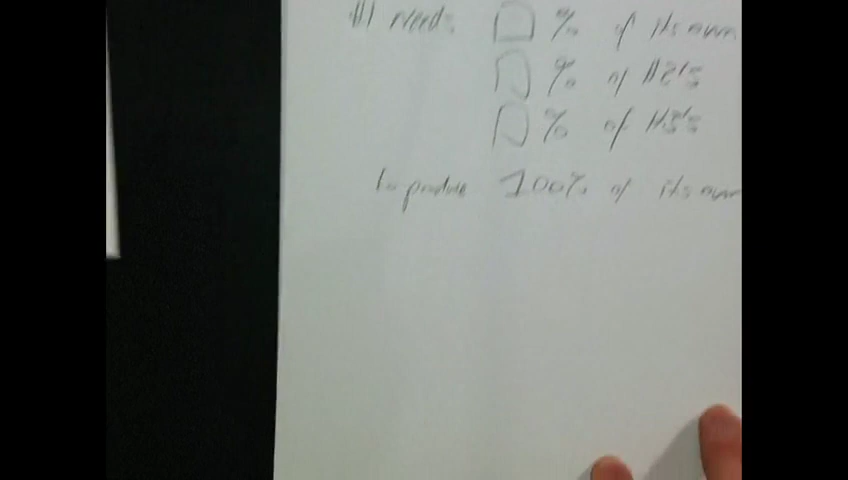 #1 needs ☐ % of its own
☐ % of #2's
☐ % of #3's
to produce 100% of its own